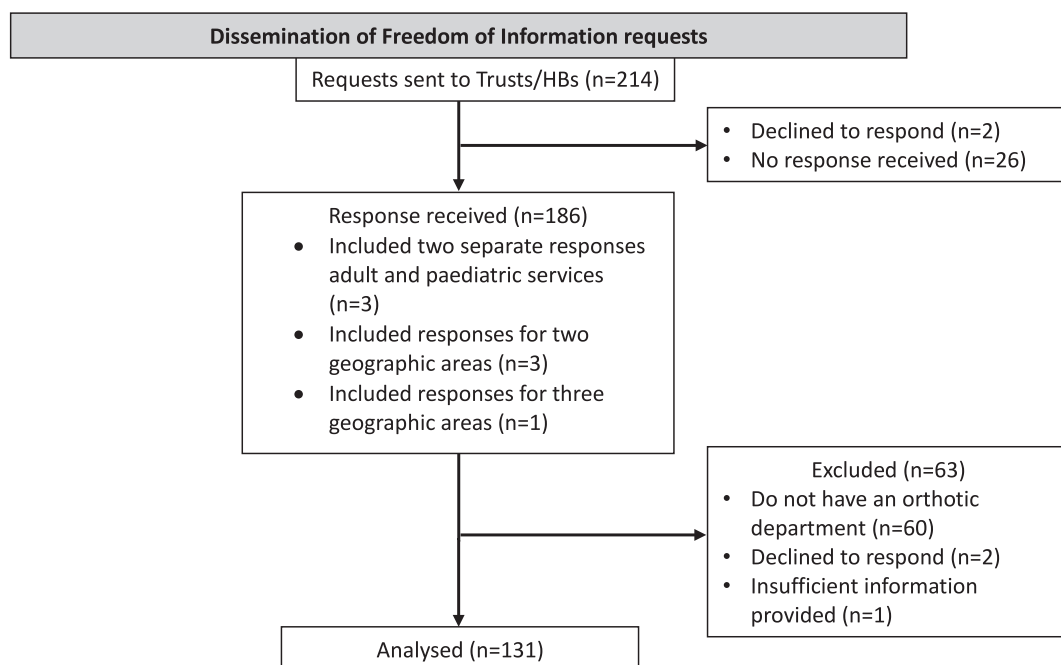 Dissemination of Freedom of Information requests
Requests sent to Trusts/HBs (n=214)
• Declined to respond (n=2)
• No response received (n=26)
Response received (n=186)
• Included two separate responses
adult and paediatric services
(n=3)
• Included responses for two
geographic areas (n=3)
• Included responses for three
geographic areas (n=1)
Excluded (n=63)
• Do not have an orthotic
department (n=60)
• Declined to respond (n=2)
• Insufficient information
provided (n=1)
Analysed (n=131)